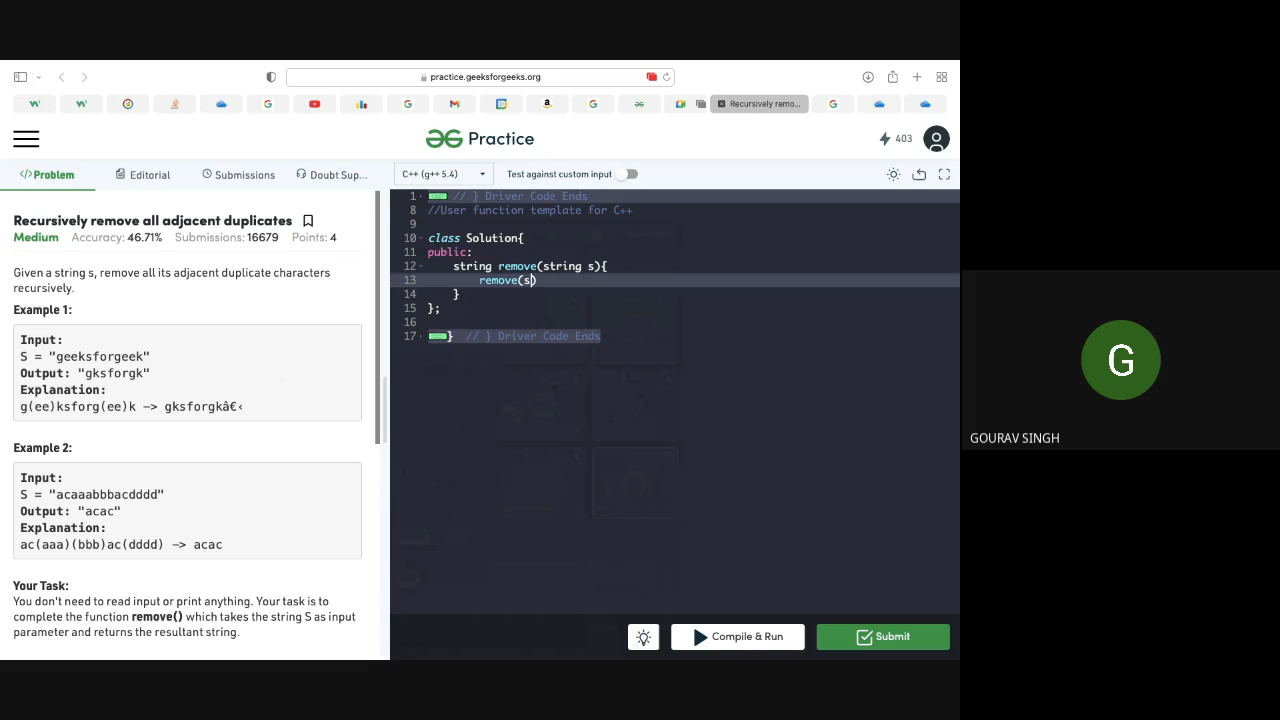 practice.geeksforgeeks.org
Recursively remo...
Practice
403
</>Problem
Editorial
Submissions
Doubt Sup...
C++ (g++ 5.4)
Test against custom input
Recursively remove all adjacent duplicates
Medium Accuracy: 46.71% Submissions: 16679 Points: 4
Given a string s, remove all its adjacent duplicate characters
recursively.
Example 1:
Input:
S = "geeksforgeek"
Output: "gksforgk"
Explanation:
g(ee)ksforg(ee)k -> gksforgkâ€‹
Example 2:
Input:
S = "acaaabbbacdddd"
Output: "acac"
Explanation:
ac(aaa)(bbb)ac(dddd) -> acac
Your Task:
You don't need to read input or print anything. Your task is to
complete the function remove() which takes the string S as input
parameter and returns the resultant string.
1 // } Driver Code Ends
8 //User function template for C++
9
10 class Solution{
11 public:
12 string remove(string s){
13 remove(s)
14 }
15 };
16
17 } // } Driver Code Ends
Compile & Run
Submit
G
GOURAV SINGH